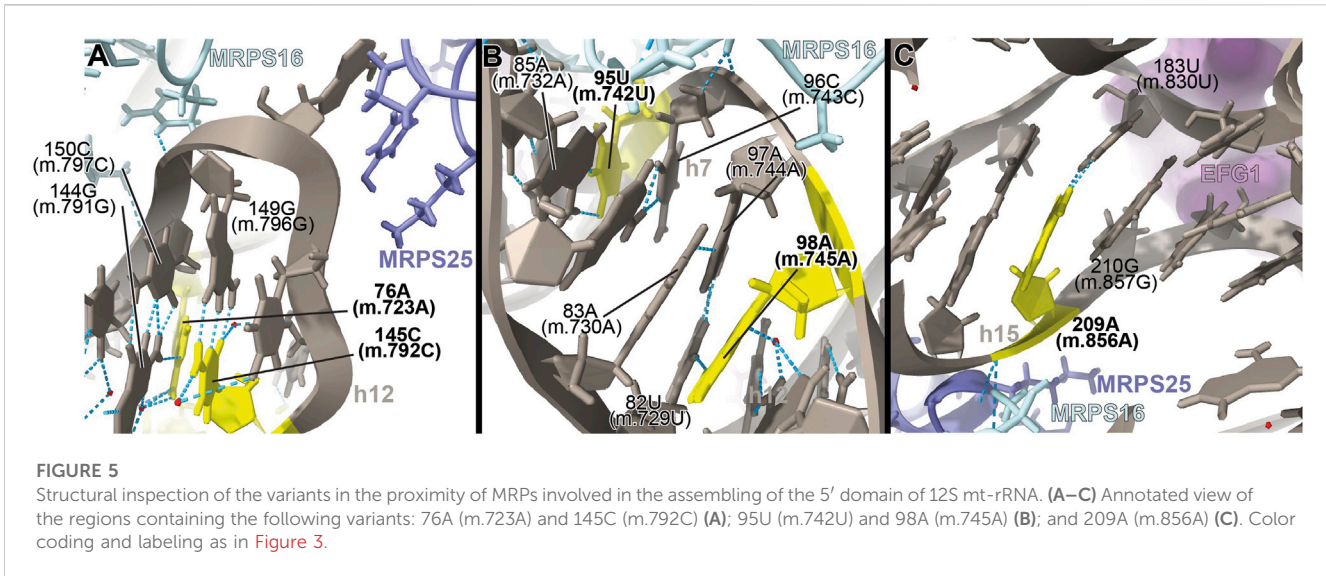 A
MRPS16
150C
(m.797C)
144G
(m.791G)
149G
(m.796G)
MRPS25
76A
(m.723A)
145C
(m.792C)
h12
B
MRPS16
85A
(m.732A)
95U
(m.742U)
96C
(m.743C)
h7
97A
(m.744A)
98A
(m.745A)
83A
(m.730A)
82U
(m.729U)
h12
C
183U
(m.830U)
EFG1
210G
(m.857G)
h15
209A
(m.856A)
MRPS25
MRPS16
FIGURE 5
Structural inspection of the variants in the proximity of MRPs involved in the assembling of the 5′ domain of 12S mt-rRNA. (A–C) Annotated view of
the regions containing the following variants: 76A (m.723A) and 145C (m.792C) (A); 95U (m.742U) and 98A (m.745A) (B); and 209A (m.856A) (C). Color
coding and labeling as in Figure 3.